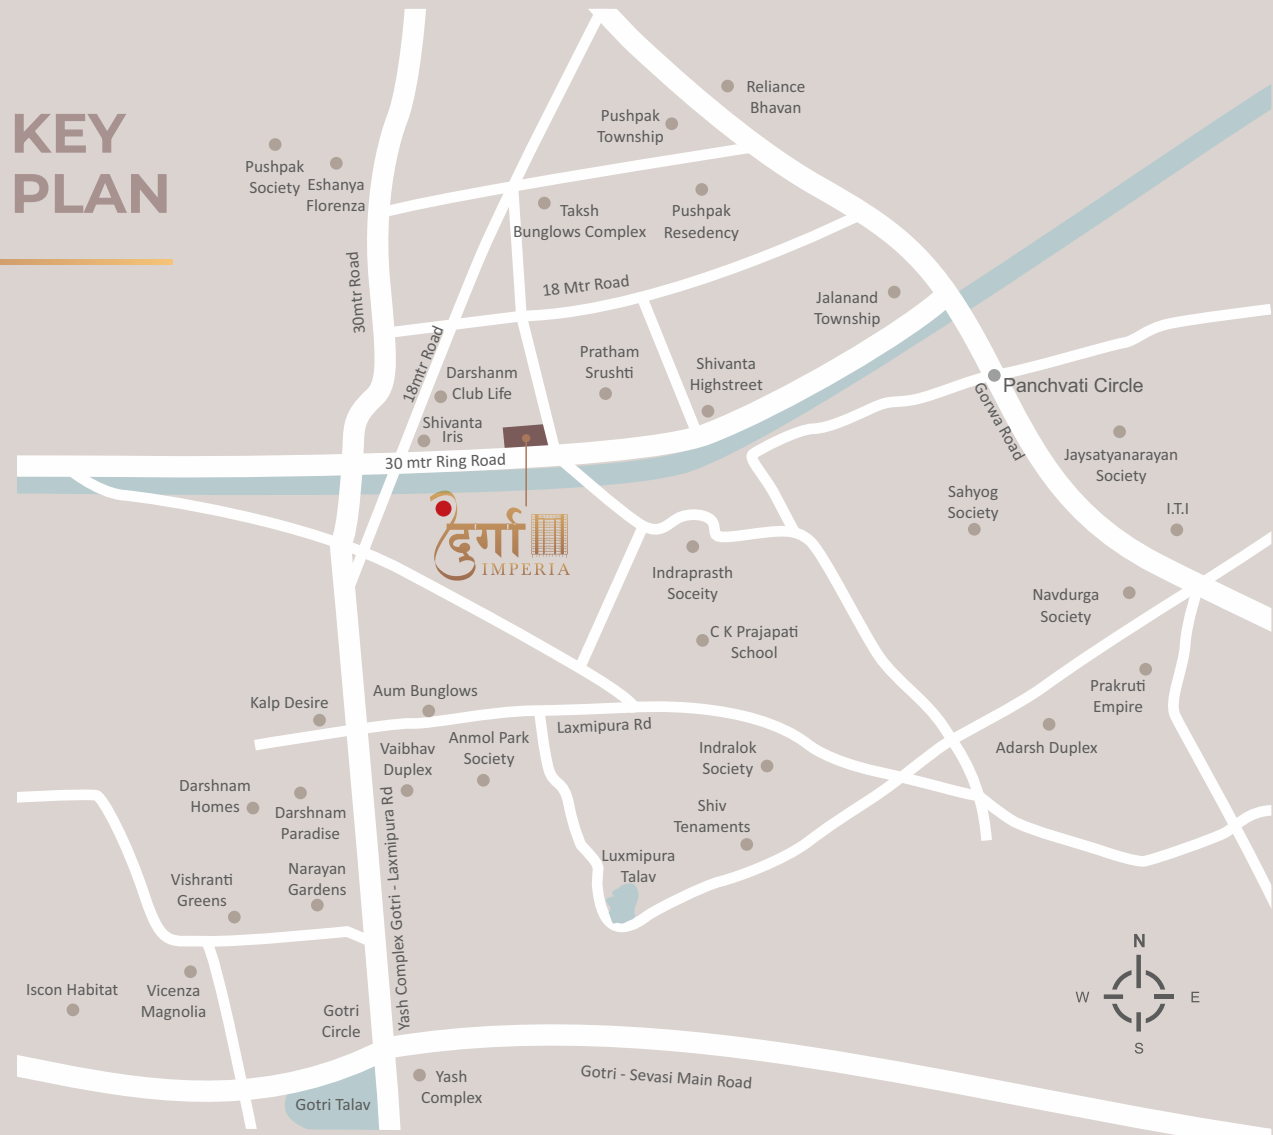 KEY
PLAN
Reliance
Bhavan
Pushpak
Township
Pushpak
Society
Eshanya
Florenza
Taksh
Bunglows Complex
Pushpak
Resedency
30mtr Road
18 Mtr Road
Jalanand
Township
18mtr Road
Darshanm
Club Life
Pratham
Srushti
Shivanta
Highstreet
Panchvati Circle
Gorwa Road
Shivanta
Iris
30 mtr Ring Road
Jaysatyanarayan
Society
Sahyog
Society
I.T.I
दुर्गा
IMPERIA
Indraprasth
Soceity
Navdurga
Society
C K Prajapati
School
Prakruti
Empire
Kalp Desire
Aum Bunglows
Laxmipura Rd
Adarsh Duplex
Vaibhav
Duplex
Anmol Park
Society
Indralok
Society
Darshnam
Homes
Darshnam
Paradise
Shiv
Tenaments
Yash Complex Gotri - Laxmipura Rd
Luxmipura
Talav
Narayan
Gardens
Vishranti
Greens
N
W
E
S
Iscon Habitat
Vicenza
Magnolia
Gotri
Circle
Yash
Complex
Gotri - Sevasi Main Road
Gotri Talav